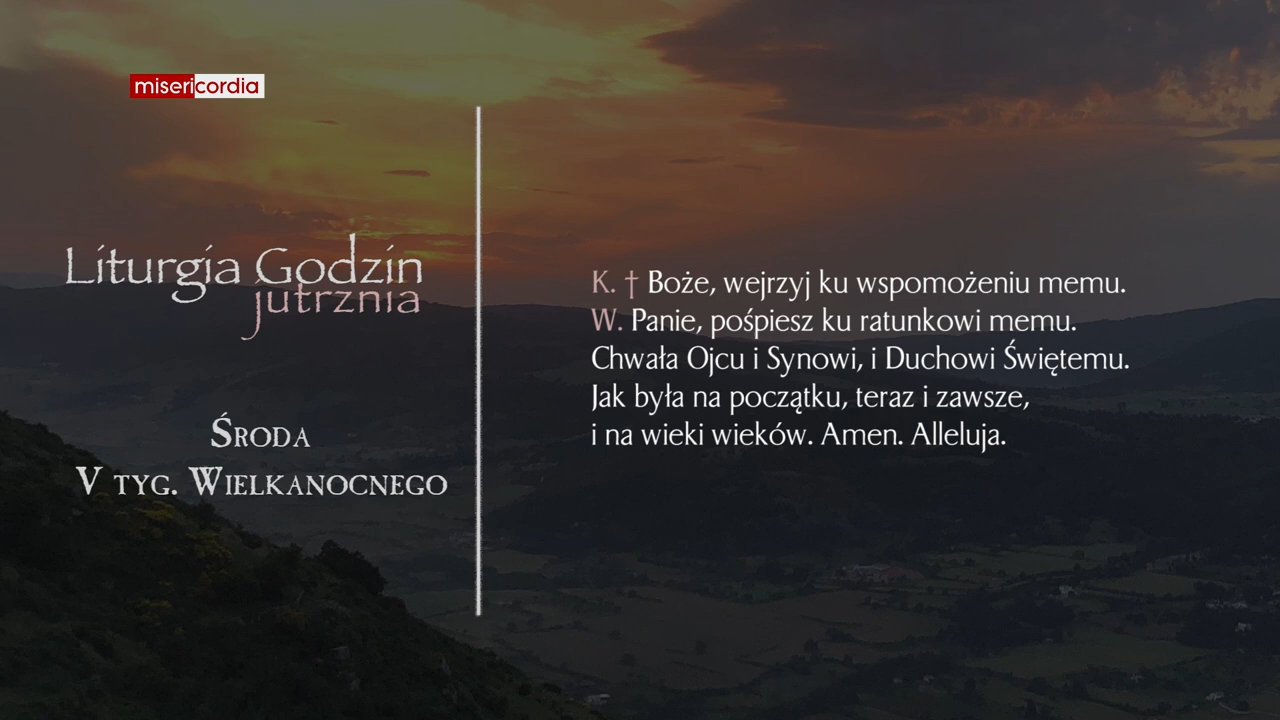 misericordia
Liturgia Godzin
jutrznia
Środa
V tyg. Wielkanocnego
K. † Boże, wejrzyj ku wspomożeniu memu.
W. Panie, pośpiesz ku ratunkowi memu.
Chwała Ojcu i Synowi, i Duchowi Świętemu.
Jak była na początku, teraz i zawsze,
i na wieki wieków. Amen. Alleluja.